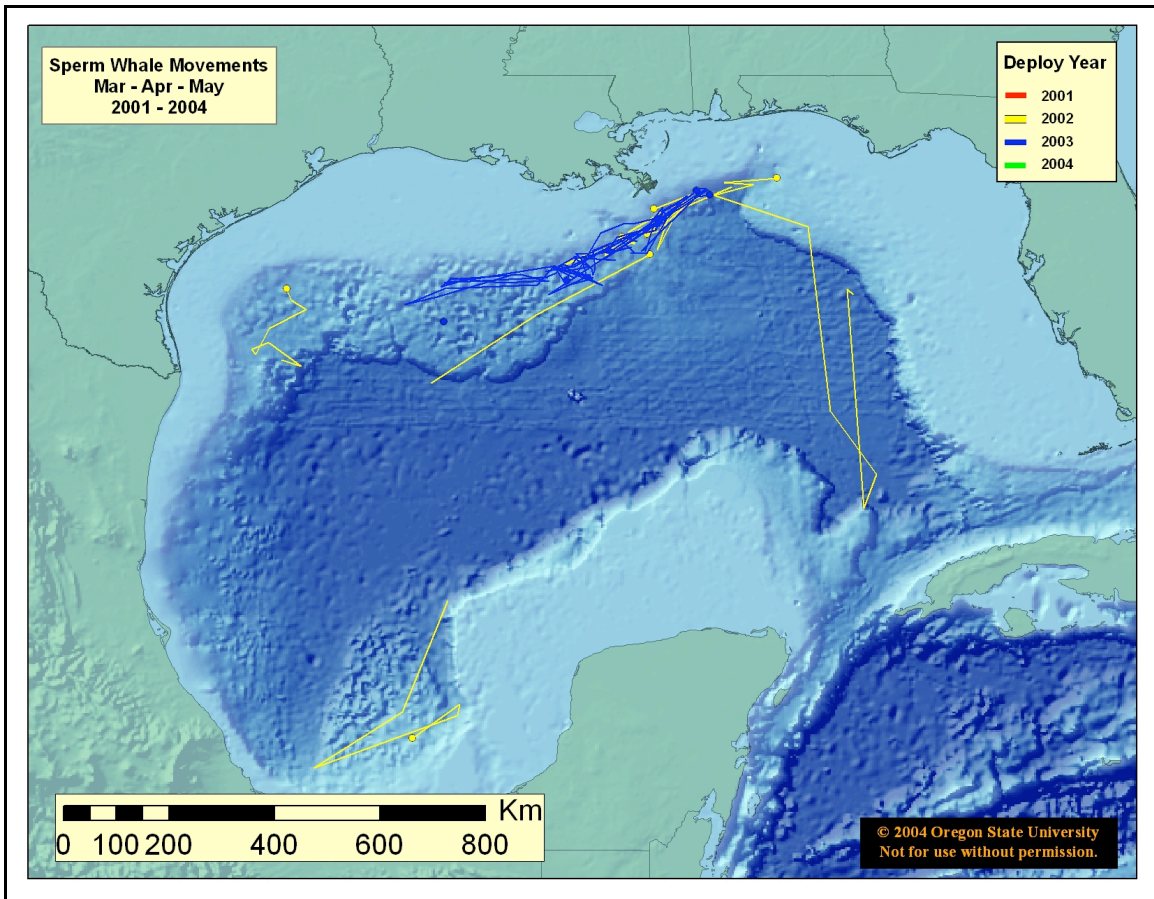 Sperm Whale Movements
Mar - Apr - May
2001 - 2004
Deploy Year
2001
2002
2003
2004
Km
0 100 200 400 600 800
© 2004 Oregon State University
Not for use without permission.